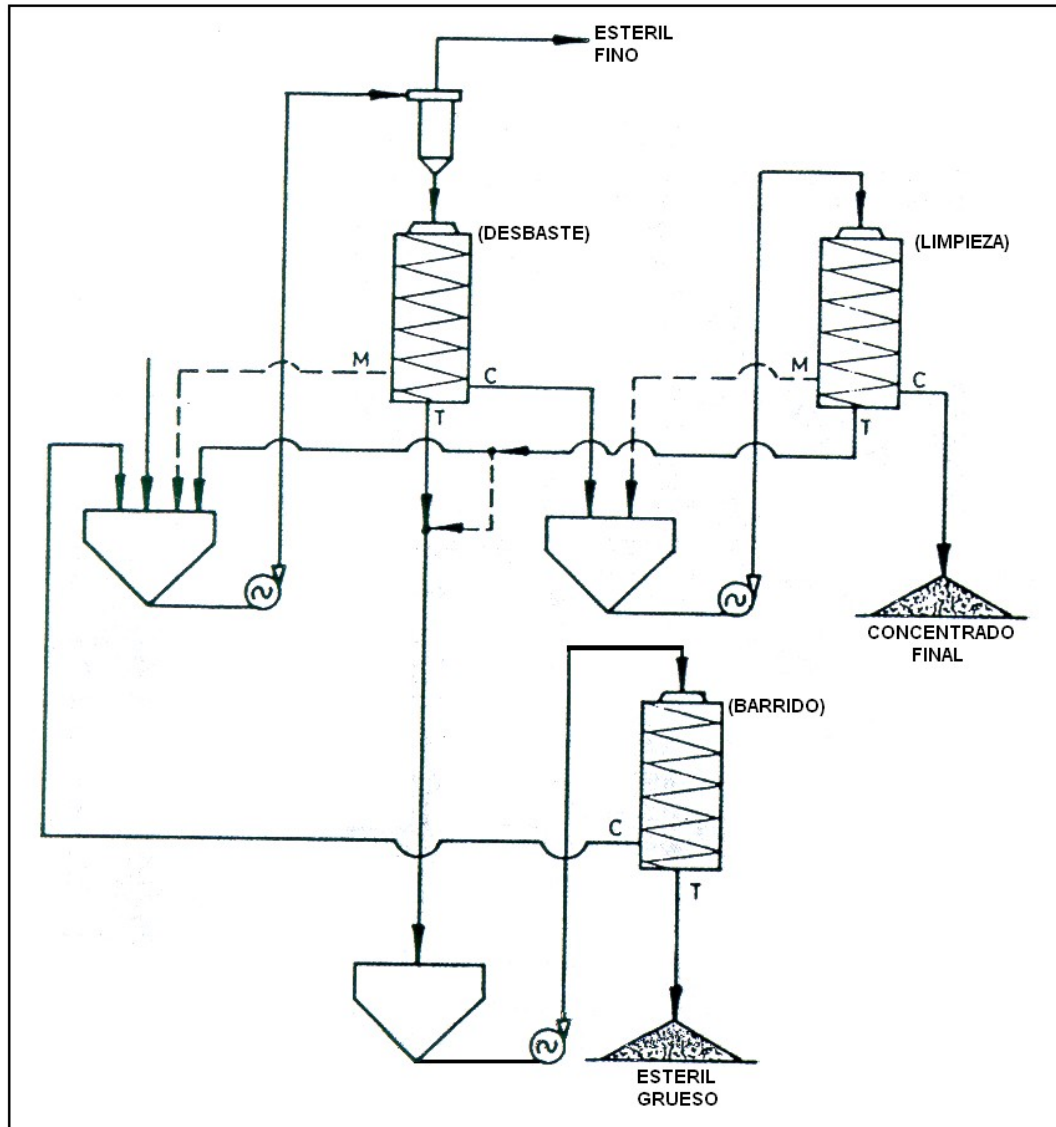 ESTERIL
FINO
(DESBASTE)
(LIMPIEZA)
M
C
T
M
C
T
CONCENTRADO
FINAL
(BARRIDO)
C
T
ESTERIL
GRUESO